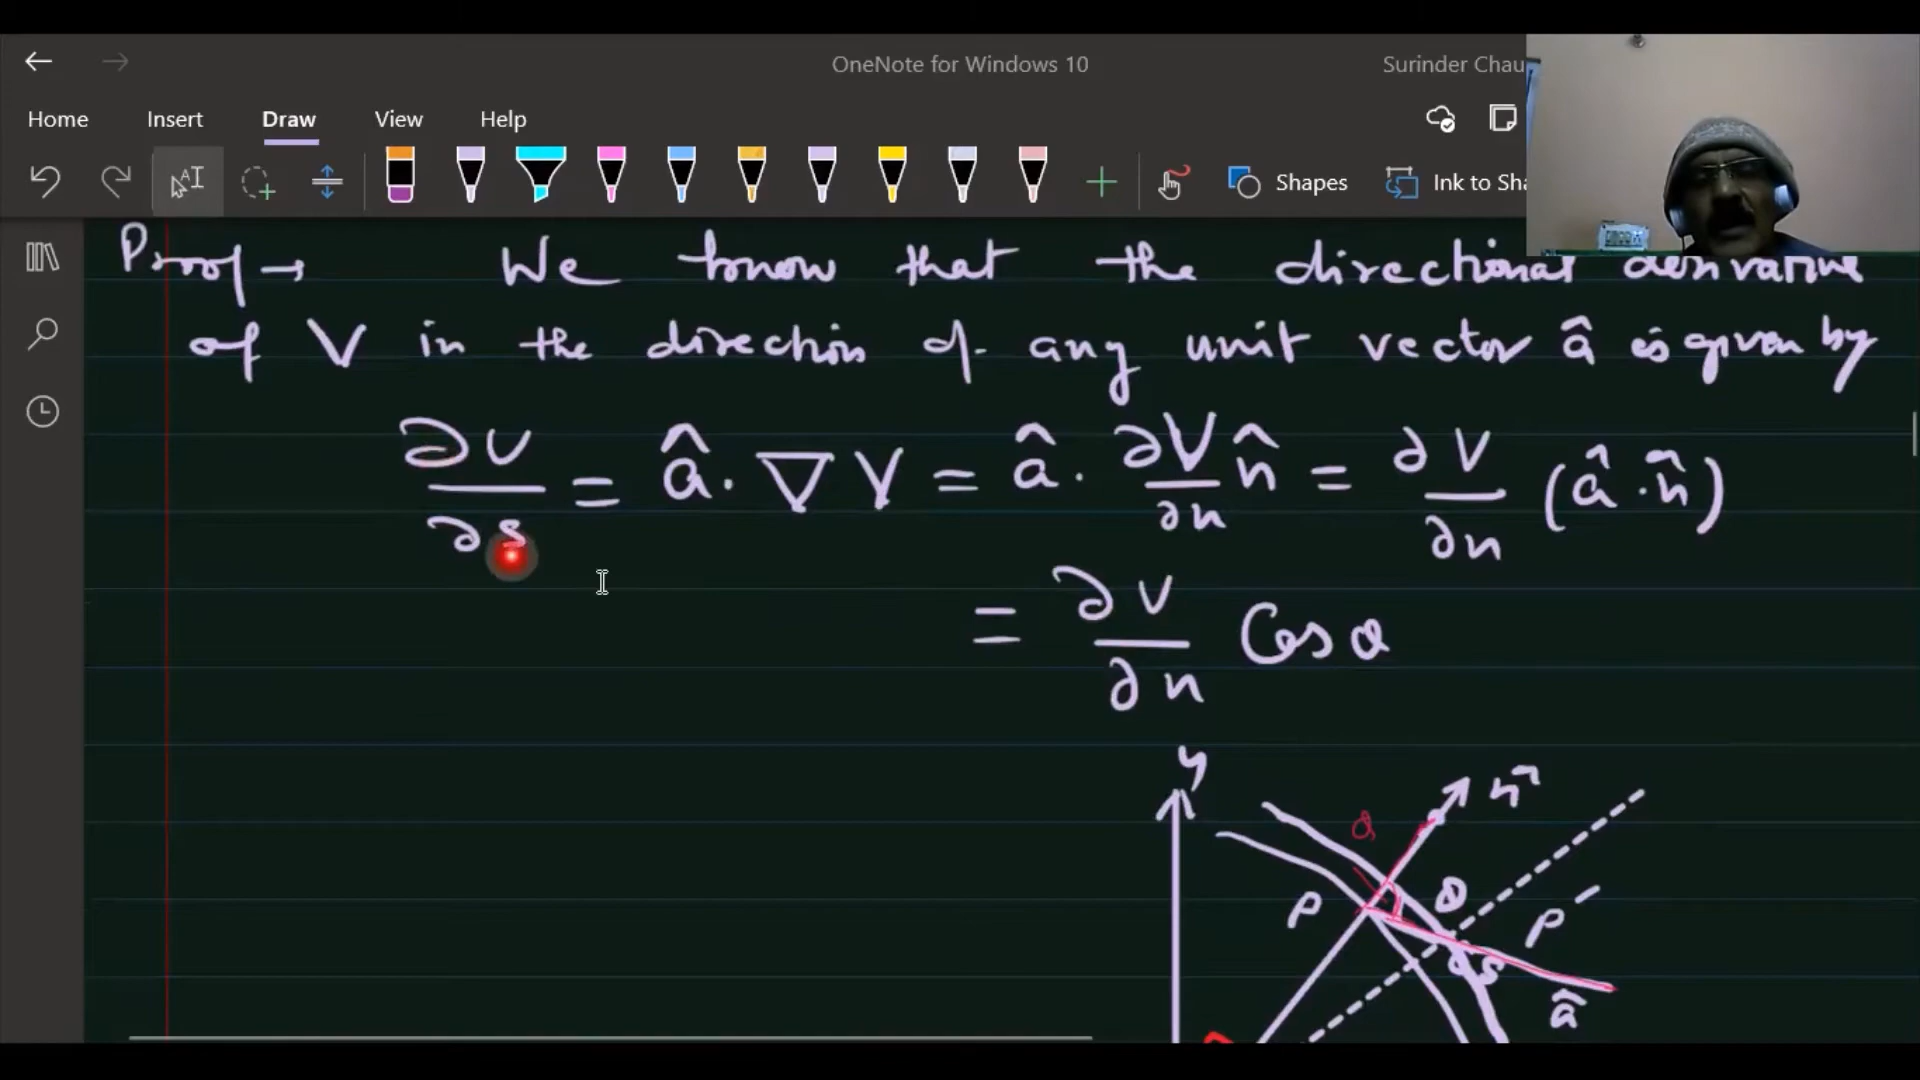 OneNote for Windows 10
Surinder Chau
Home Insert Draw View Help
Shapes Ink to Sha
Proof → We know that the directional derivative
of V in the direction of any unit vector â is given by
∂V/∂s = â · ∇V = â · ∂V/∂n n̂ = ∂V/∂n (â · n̂)
= ∂V/∂n Cos α
y
n̂
α
P
Q
P′
δs
â